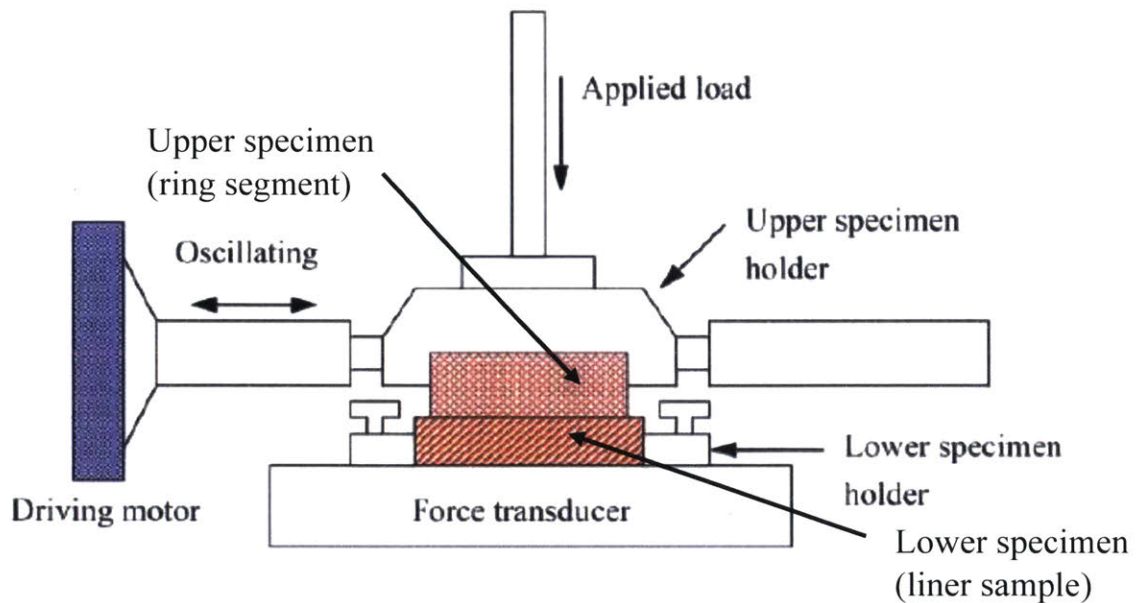 Applied load
Upper specimen
(ring segment)
Upper specimen
holder
Oscillating
Lower specimen
holder
Driving motor
Force transducer
Lower specimen
(liner sample)